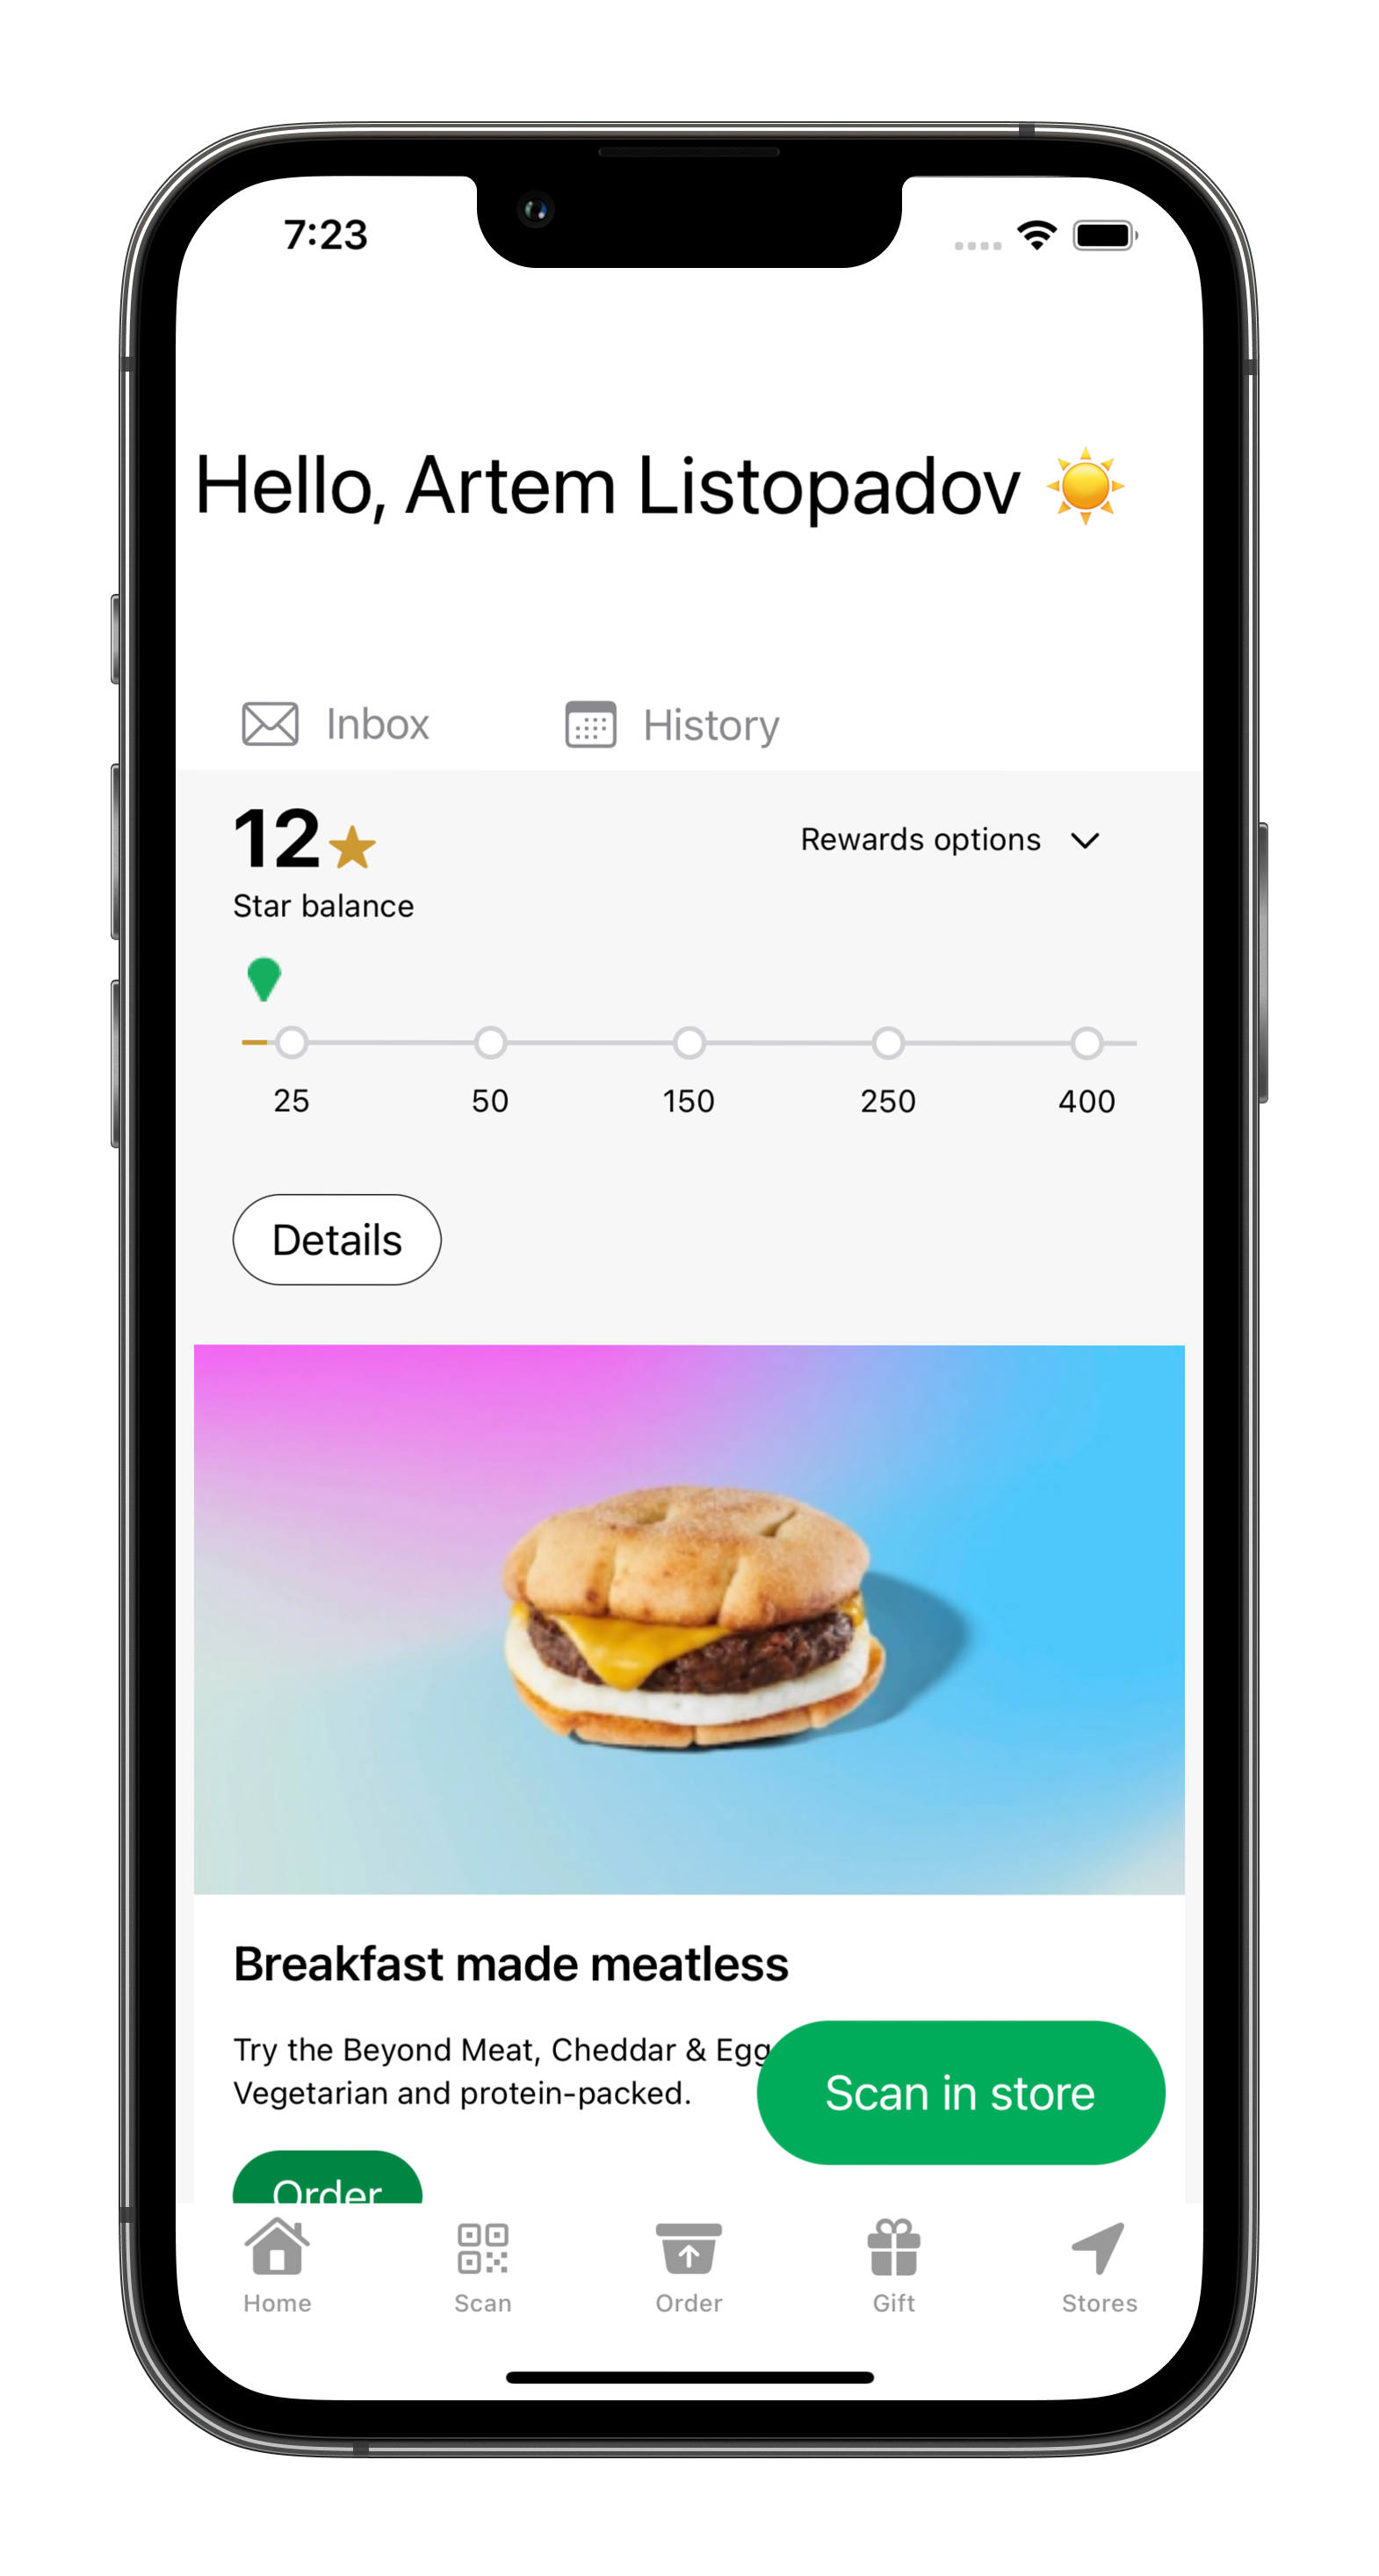 7:23
Hello, Artem Listopadov
Inbox
History
12
Rewards options
Star balance
25
50
150
250
400
Details
Breakfast made meatless
Try the Beyond Meat, Cheddar & Egg
Vegetarian and protein-packed.
Scan in store
Order
Home
Scan
Order
Gift
Stores